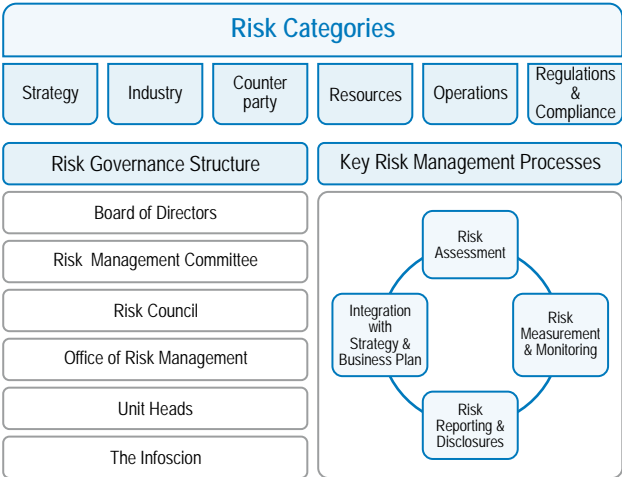 Risk Categories
Strategy
Industry
Counter
party
Resources
Operations
Regulations
&
Compliance
Risk Governance Structure
Board of Directors
Risk Management Committee
Risk Council
Office of Risk Management
Unit Heads
The Infoscion
Key Risk Management Processes
Risk
Assessment
Risk
Measurement
& Monitoring
Risk
Reporting &
Disclosures
Integration
with
Strategy &
Business Plan